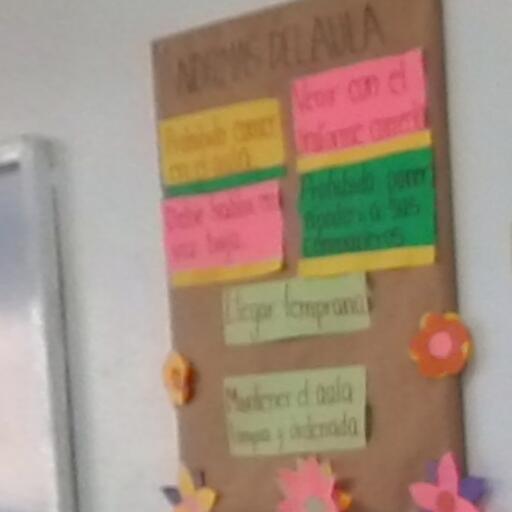 NORMAS DEL AULA
Prohibido comer
en el aula
Venir con el
uniforme correcto
Debe hablar en
voz baja
Prohibido poner
apodos a sus
compañeros
Llegar temprano
Mantener el aula
limpia y ordenada